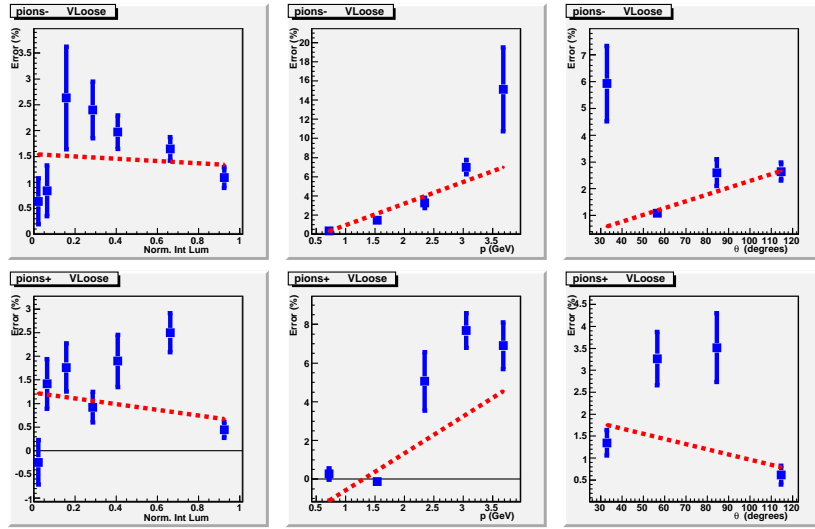 pions- VLoose
Error (%)
3.5
3
2.5
2
1.5
1
0.5
0
0 0.2 0.4 0.6 0.8 1
Norm. Int Lum
pions- VLoose
Error (%)
20
18
16
14
12
10
8
6
4
2
0
0.5 1 1.5 2 2.5 3 3.5 4
p (GeV)
pions- VLoose
Error (%)
7
6
5
4
3
2
1
30 40 50 60 70 80 90 100 110 120
θ (degrees)
pions+ VLoose
Error (%)
3
2.5
2
1.5
1
0.5
0
-0.5
-1
0 0.2 0.4 0.6 0.8 1
Norm. Int Lum
pions+ VLoose
Error (%)
8
6
4
2
0
0.5 1 1.5 2 2.5 3 3.5 4
p (GeV)
pions+ VLoose
Error (%)
4
3.5
3
2.5
2
1.5
1
0.5
30 40 50 60 70 80 90 100 110 120
θ (degrees)